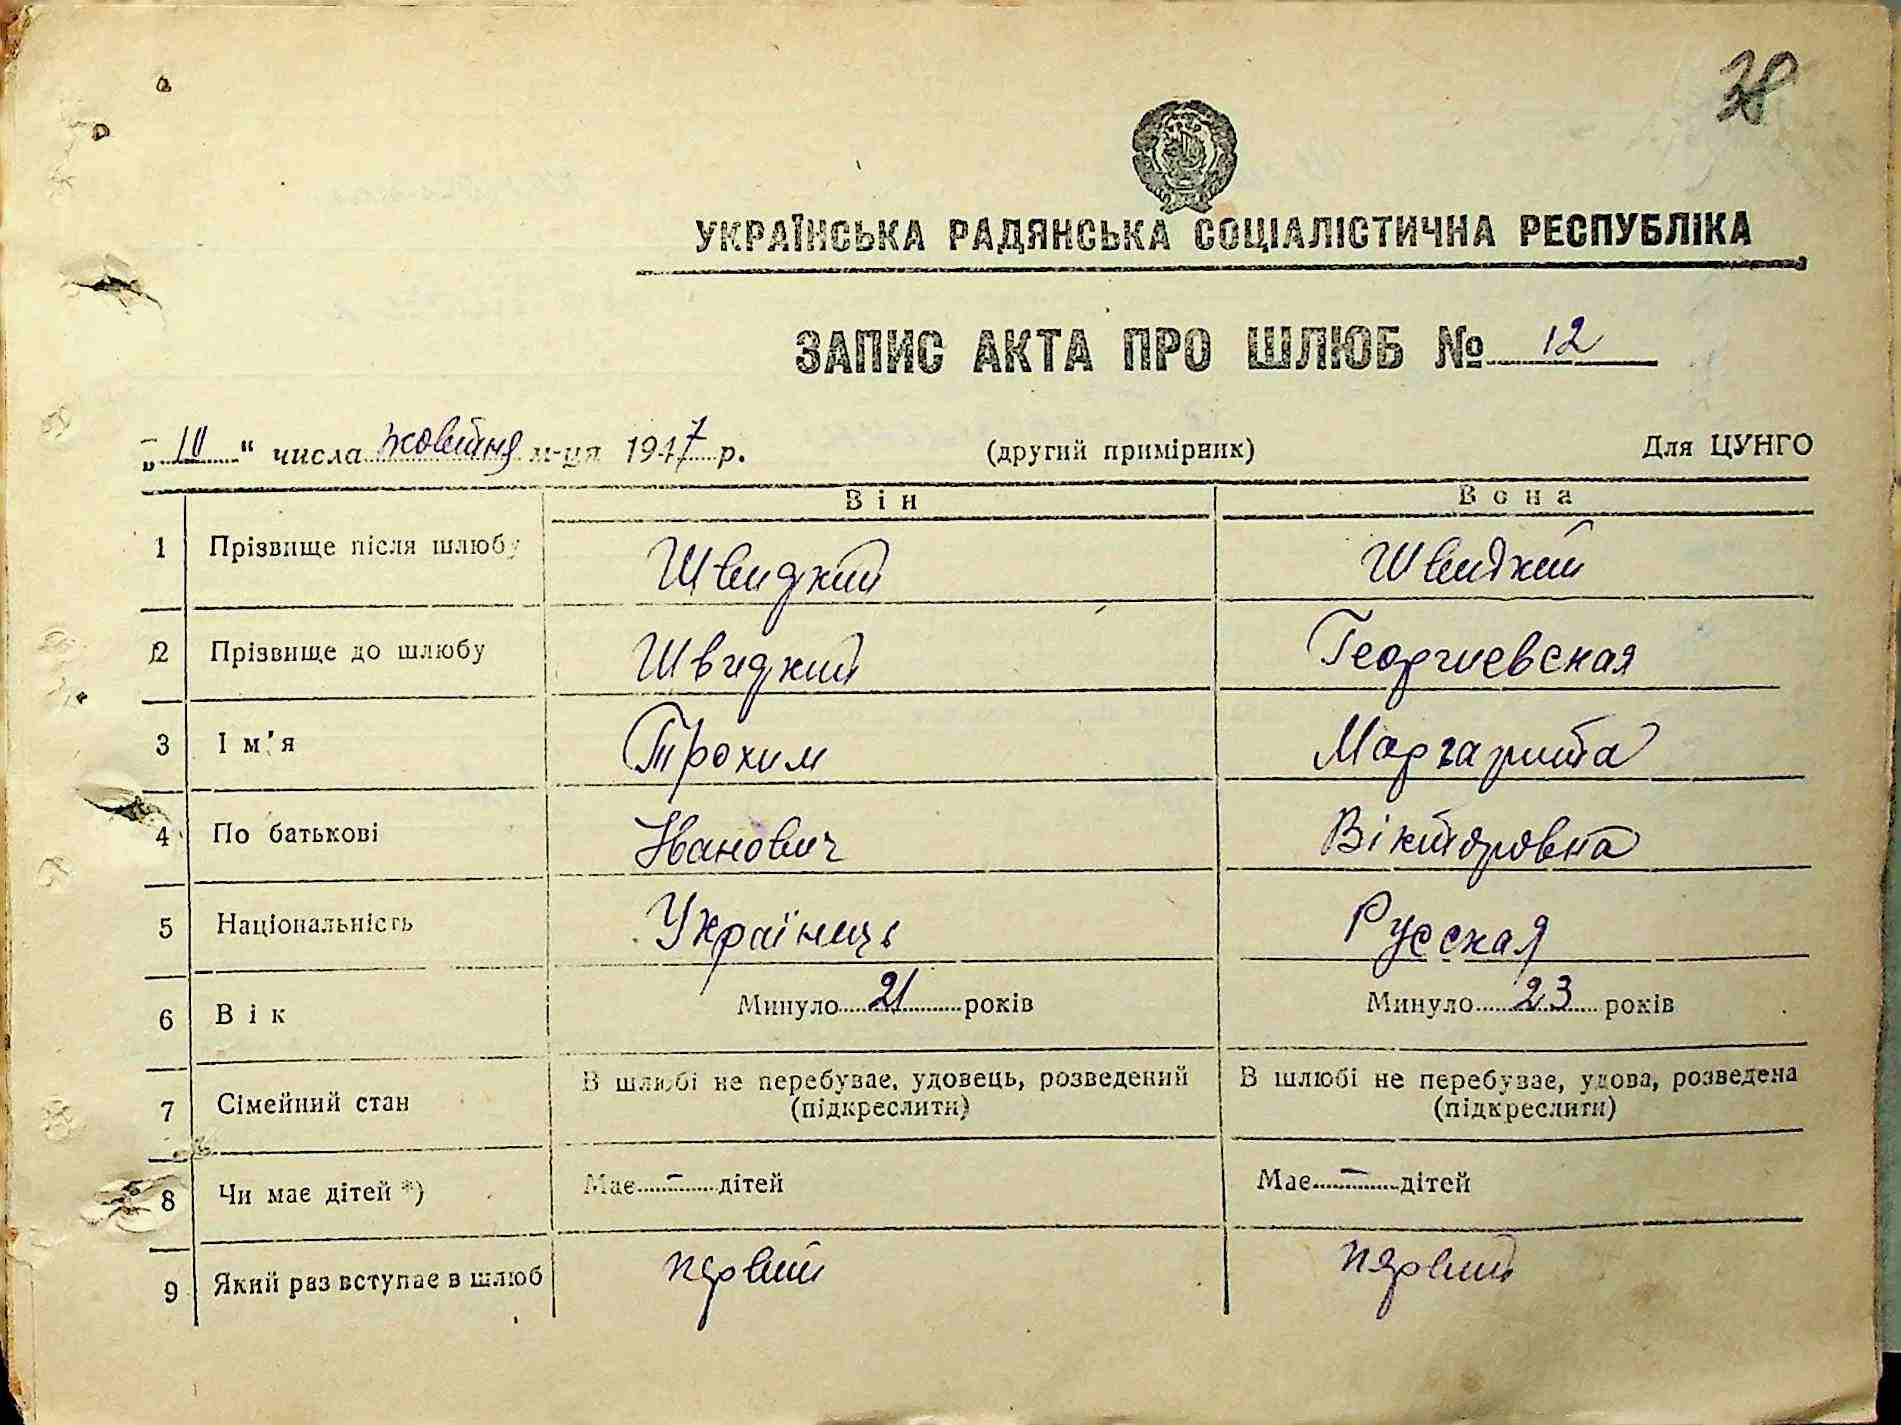 38
УКРАЇНСЬКА РАДЯНСЬКА СОЦІАЛІСТИЧНА РЕСПУБЛІКА
ЗАПИС АКТА ПРО ШЛЮБ № 12
„ 10 “ числа жовтня м-ця 1947 р. (другий примірник) Для ЦУНГО
Він Вона
1 Прізвище після шлюбу Швидкий Швидкий
2 Прізвище до шлюбу Швидкий Георгиевская
3 Ім'я Трохим Маргарита
4 По батькові Иванович Вікторовна
5 Національність Українець Русская
6 Вік Минуло 21 років Минуло 23 років
7 Сімейний стан В шлюбі не перебуває, удовець, розведений (підкреслити) В шлюбі не перебуває, удова, розведена (підкреслити)
8 Чи має дітей *) Має — дітей Має — дітей
9 Який раз вступає в шлюб первий первий